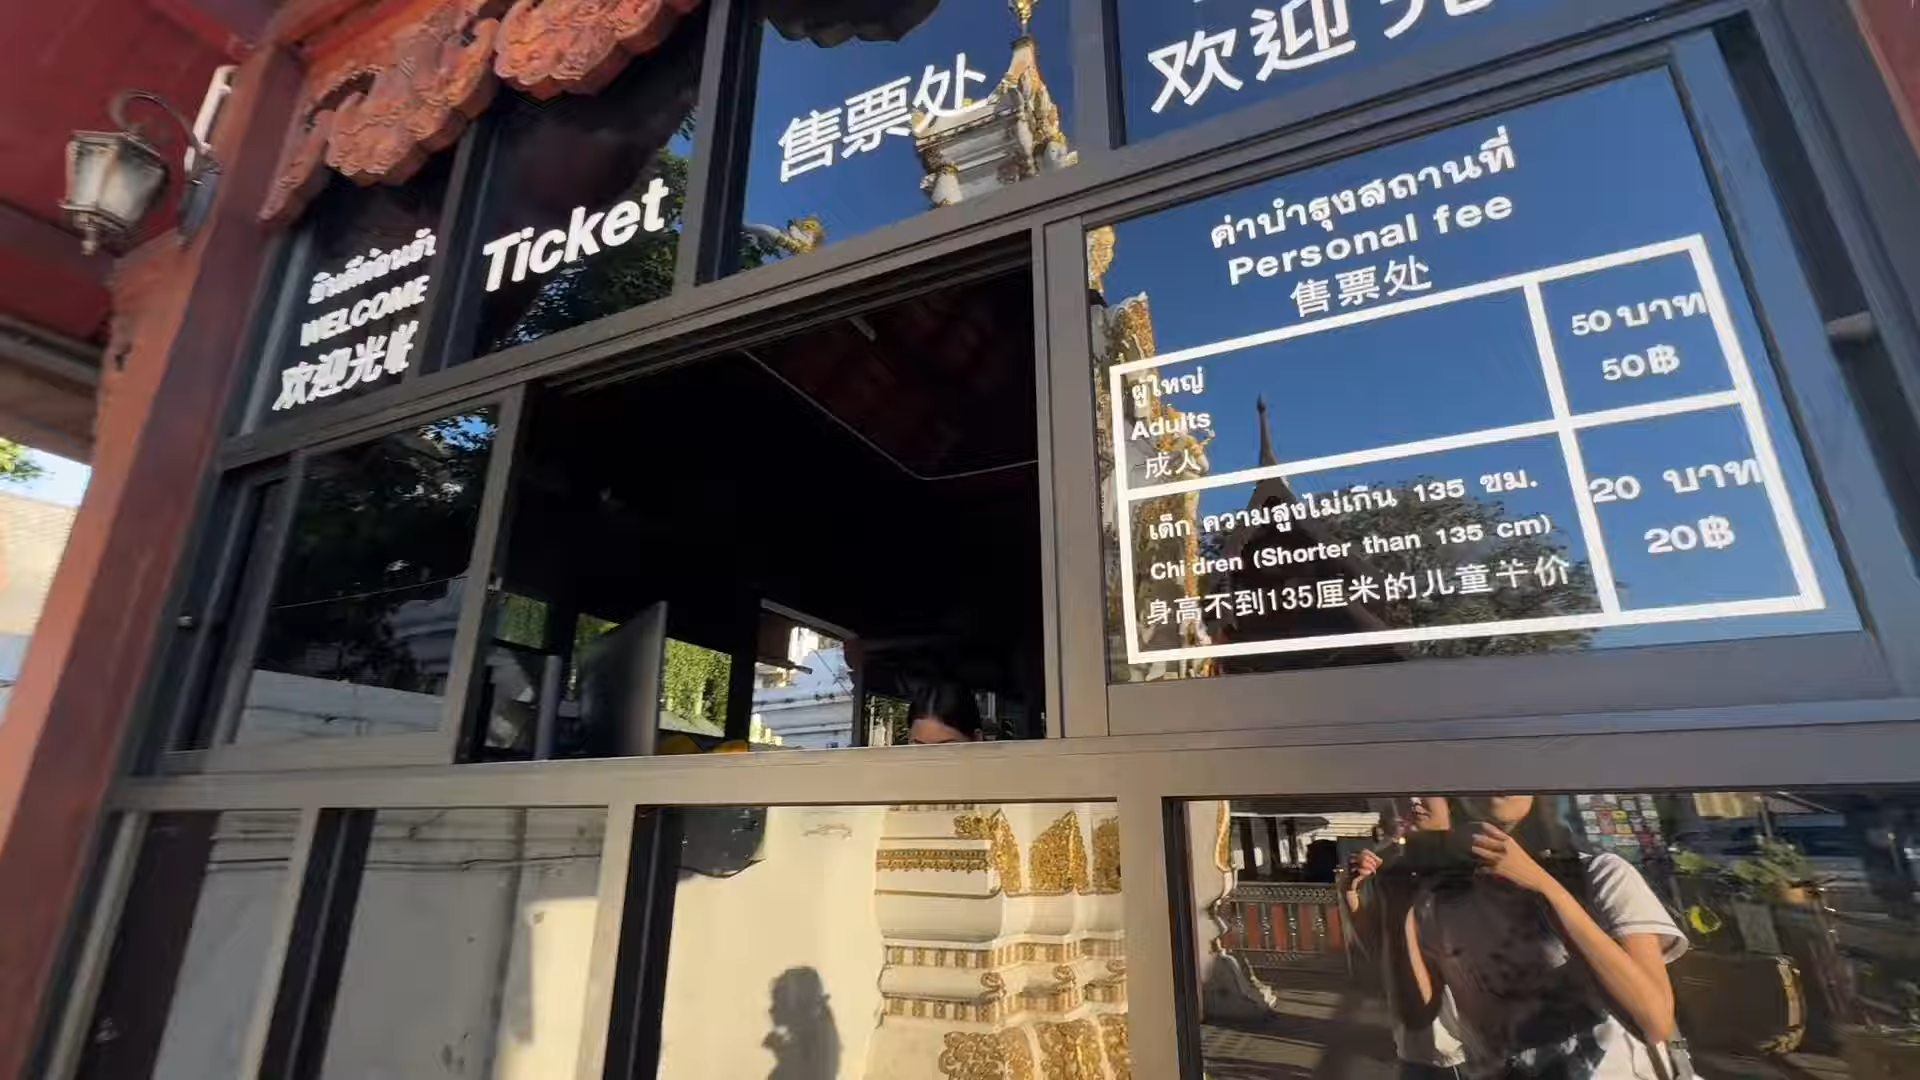 售票处
欢迎光
Ticket
ยินดีต้อนรับ
WELCOME
欢迎光临
ค่าบำรุงสถานที่
Personal fee
售票处
ผู้ใหญ่
Adults
成人
50 บาท
50฿
เด็ก ความสูงไม่เกิน 135 ซม.
Chi dren (Shorter than 135 cm)
身高不到135厘米的儿童半价
20 บาท
20฿